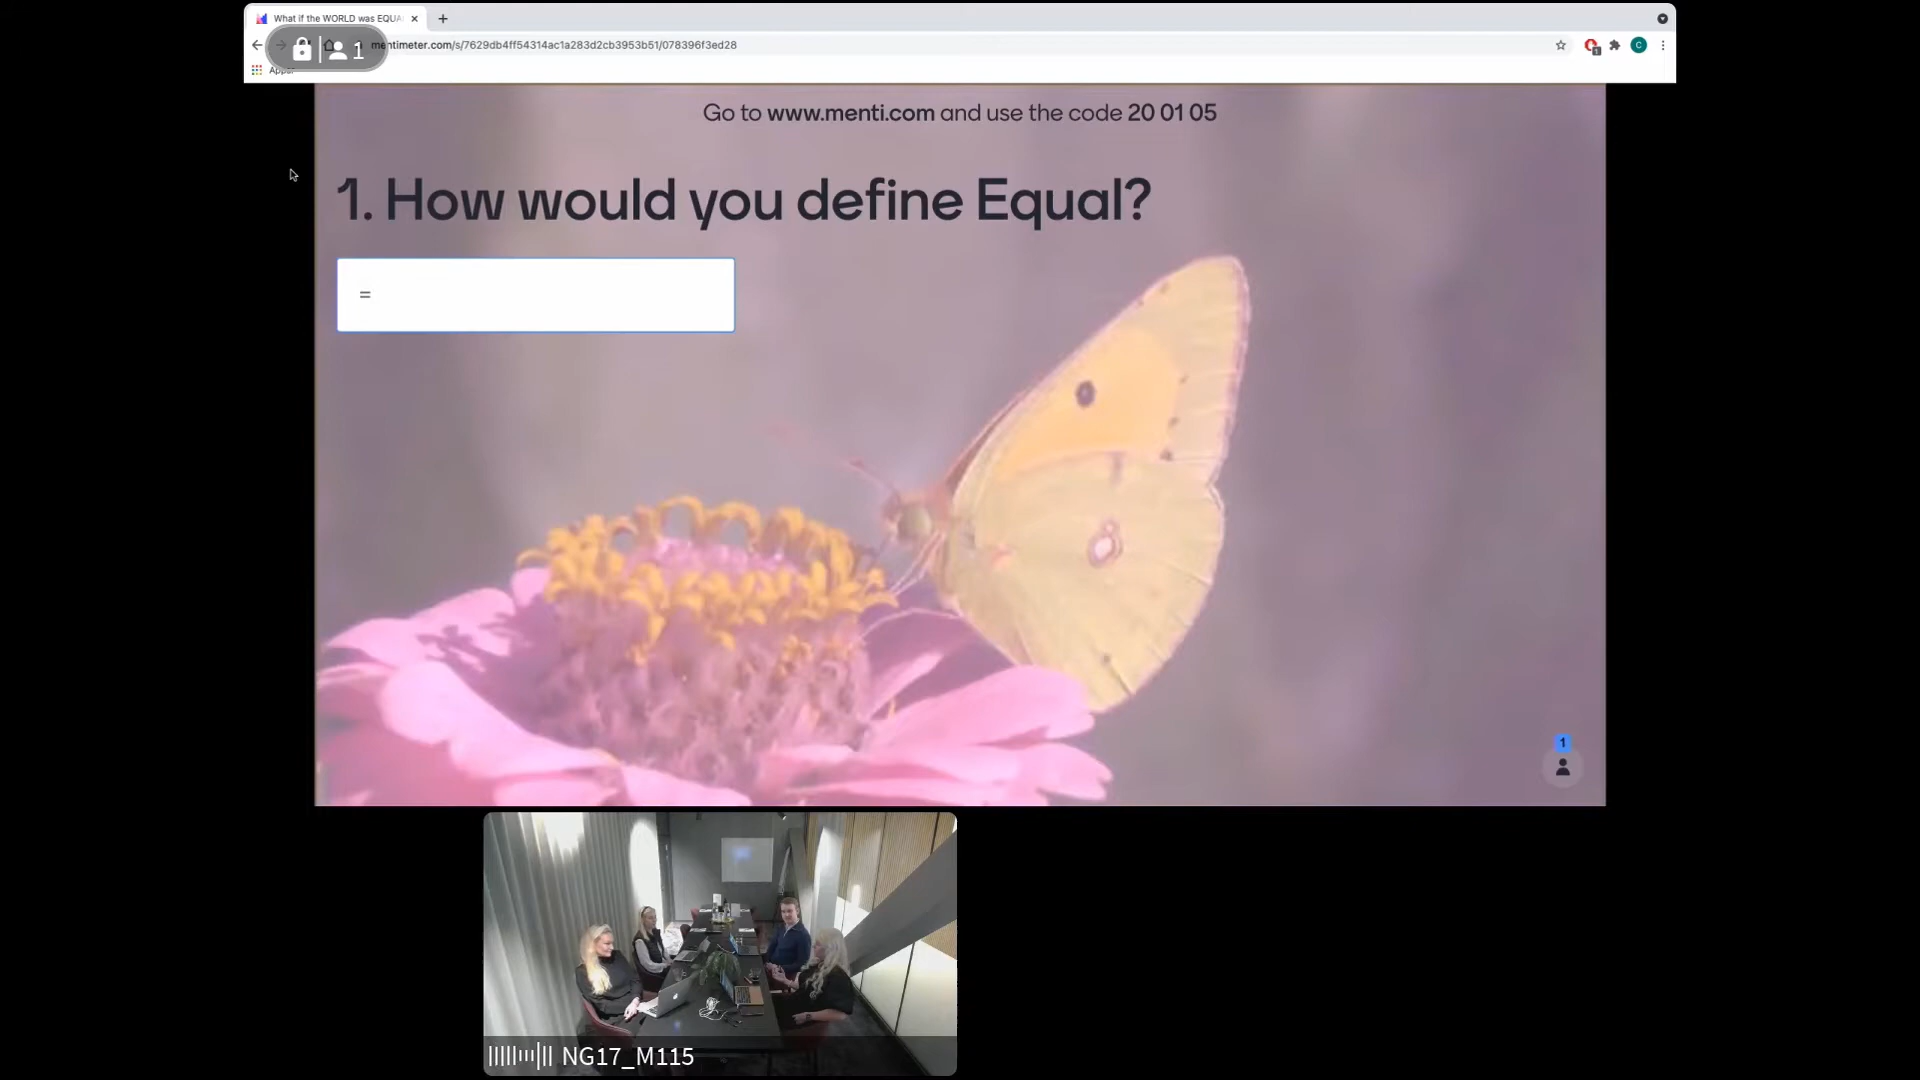 What if the WORLD was EQUA
1
mentimeter.com/s/7629db4ff54314ac1a283d2cb3953b51/078396f3ed28
Apps
Go to www.menti.com and use the code 20 01 05
1. How would you define Equal?
=
1
NG17_M115